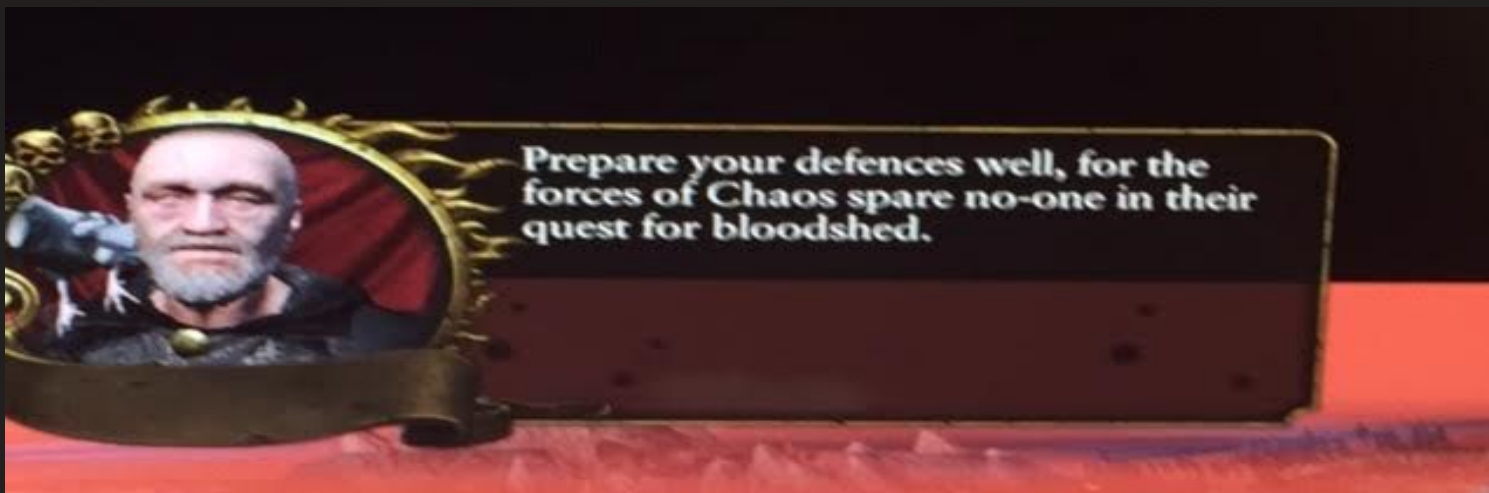 Prepare your defences well, for the
forces of Chaos spare no-one in their
quest for bloodshed.